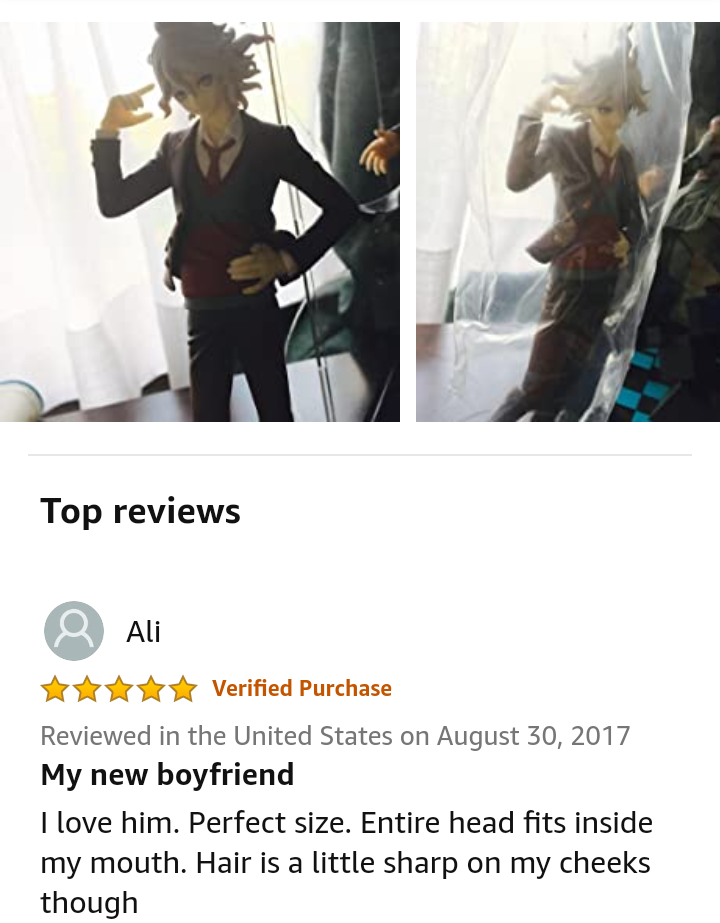 Top reviews
Ali
Verified Purchase
Reviewed in the United States on August 30, 2017
My new boyfriend
I love him. Perfect size. Entire head fits inside
my mouth. Hair is a little sharp on my cheeks
though